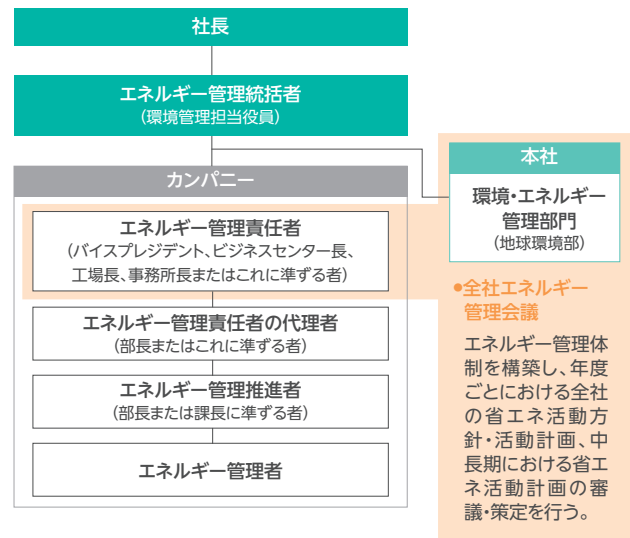 社長
エネルギー管理統括者
(環境管理担当役員)
カンパニー
エネルギー管理責任者
(バイスプレジデント、ビジネスセンター長、
工場長、事務所長またはこれに準ずる者)
エネルギー管理責任者の代理者
(部長またはこれに準ずる者)
エネルギー管理推進者
(部長または課長に準ずる者)
エネルギー管理者
本社
環境・エネルギー
管理部門
(地球環境部)
●全社エネルギー
管理会議
エネルギー管理体
制を構築し、年度
ごとにおける全社
の省エネ活動方
針・活動計画、中
長期における省エ
ネ活動計画の審
議・策定を行う。